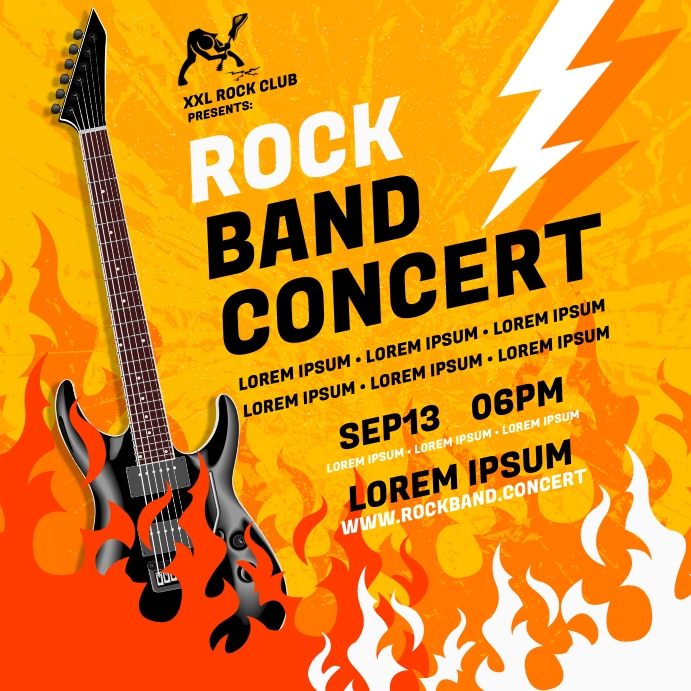 XXL ROCK CLUB
PRESENTS:
ROCK
BAND
CONCERT
LOREM IPSUM • LOREM IPSUM • LOREM IPSUM
LOREM IPSUM • LOREM IPSUM • LOREM IPSUM
SEP13 06PM
LOREM IPSUM • LOREM IPSUM • LOREM IPSUM
LOREM IPSUM
WWW.ROCKBAND.CONCERT